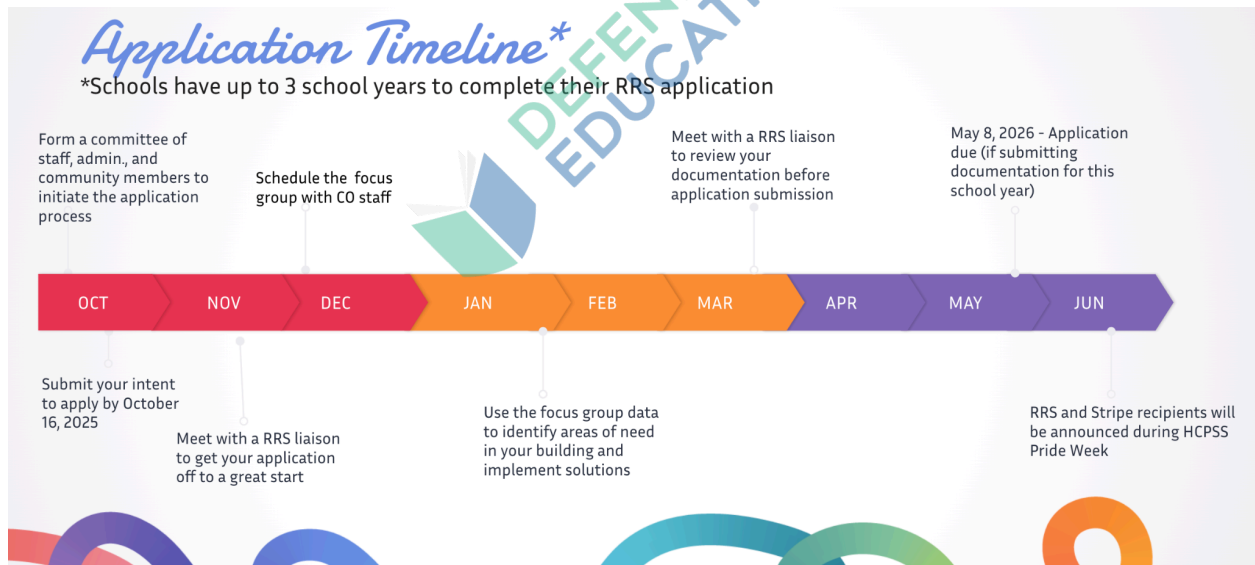 Application Timeline*
*Schools have up to 3 school years to complete their RRS application
DEFEN
EDUCATI
Form a committee of
staff, admin., and
community members to
initiate the application
process
Schedule the focus
group with CO staff
Meet with a RRS liaison
to review your
documentation before
application submission
May 8, 2026 - Application
due (if submitting
documentation for this
school year)
OCT NOV DEC JAN FEB MAR APR MAY JUN
Submit your intent
to apply by October
16, 2025
Meet with a RRS liaison
to get your application
off to a great start
Use the focus group data
to identify areas of need
in your building and
implement solutions
RRS and Stripe recipients will
be announced during HCPSS
Pride Week